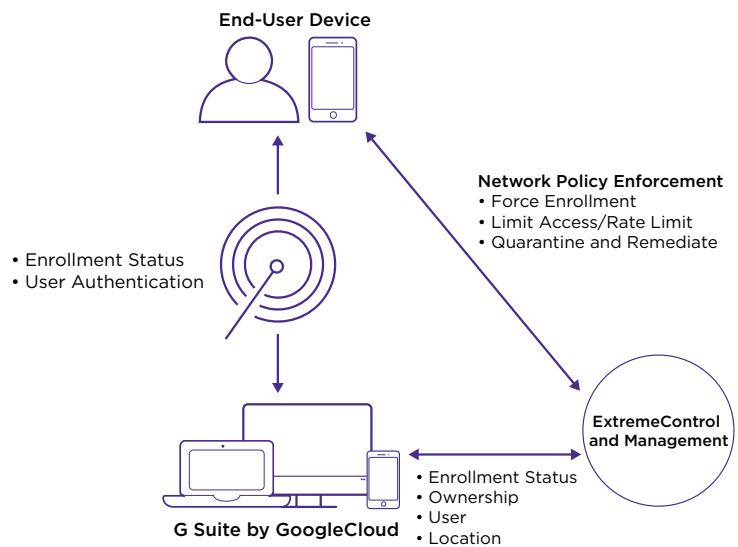 End-User Device
Network Policy Enforcement
• Force Enrollment
• Limit Access/Rate Limit
• Quarantine and Remediate
• Enrollment Status
• User Authentication
ExtremeControl
and Management
• Enrollment Status
• Ownership
• User
• Location
G Suite by GoogleCloud